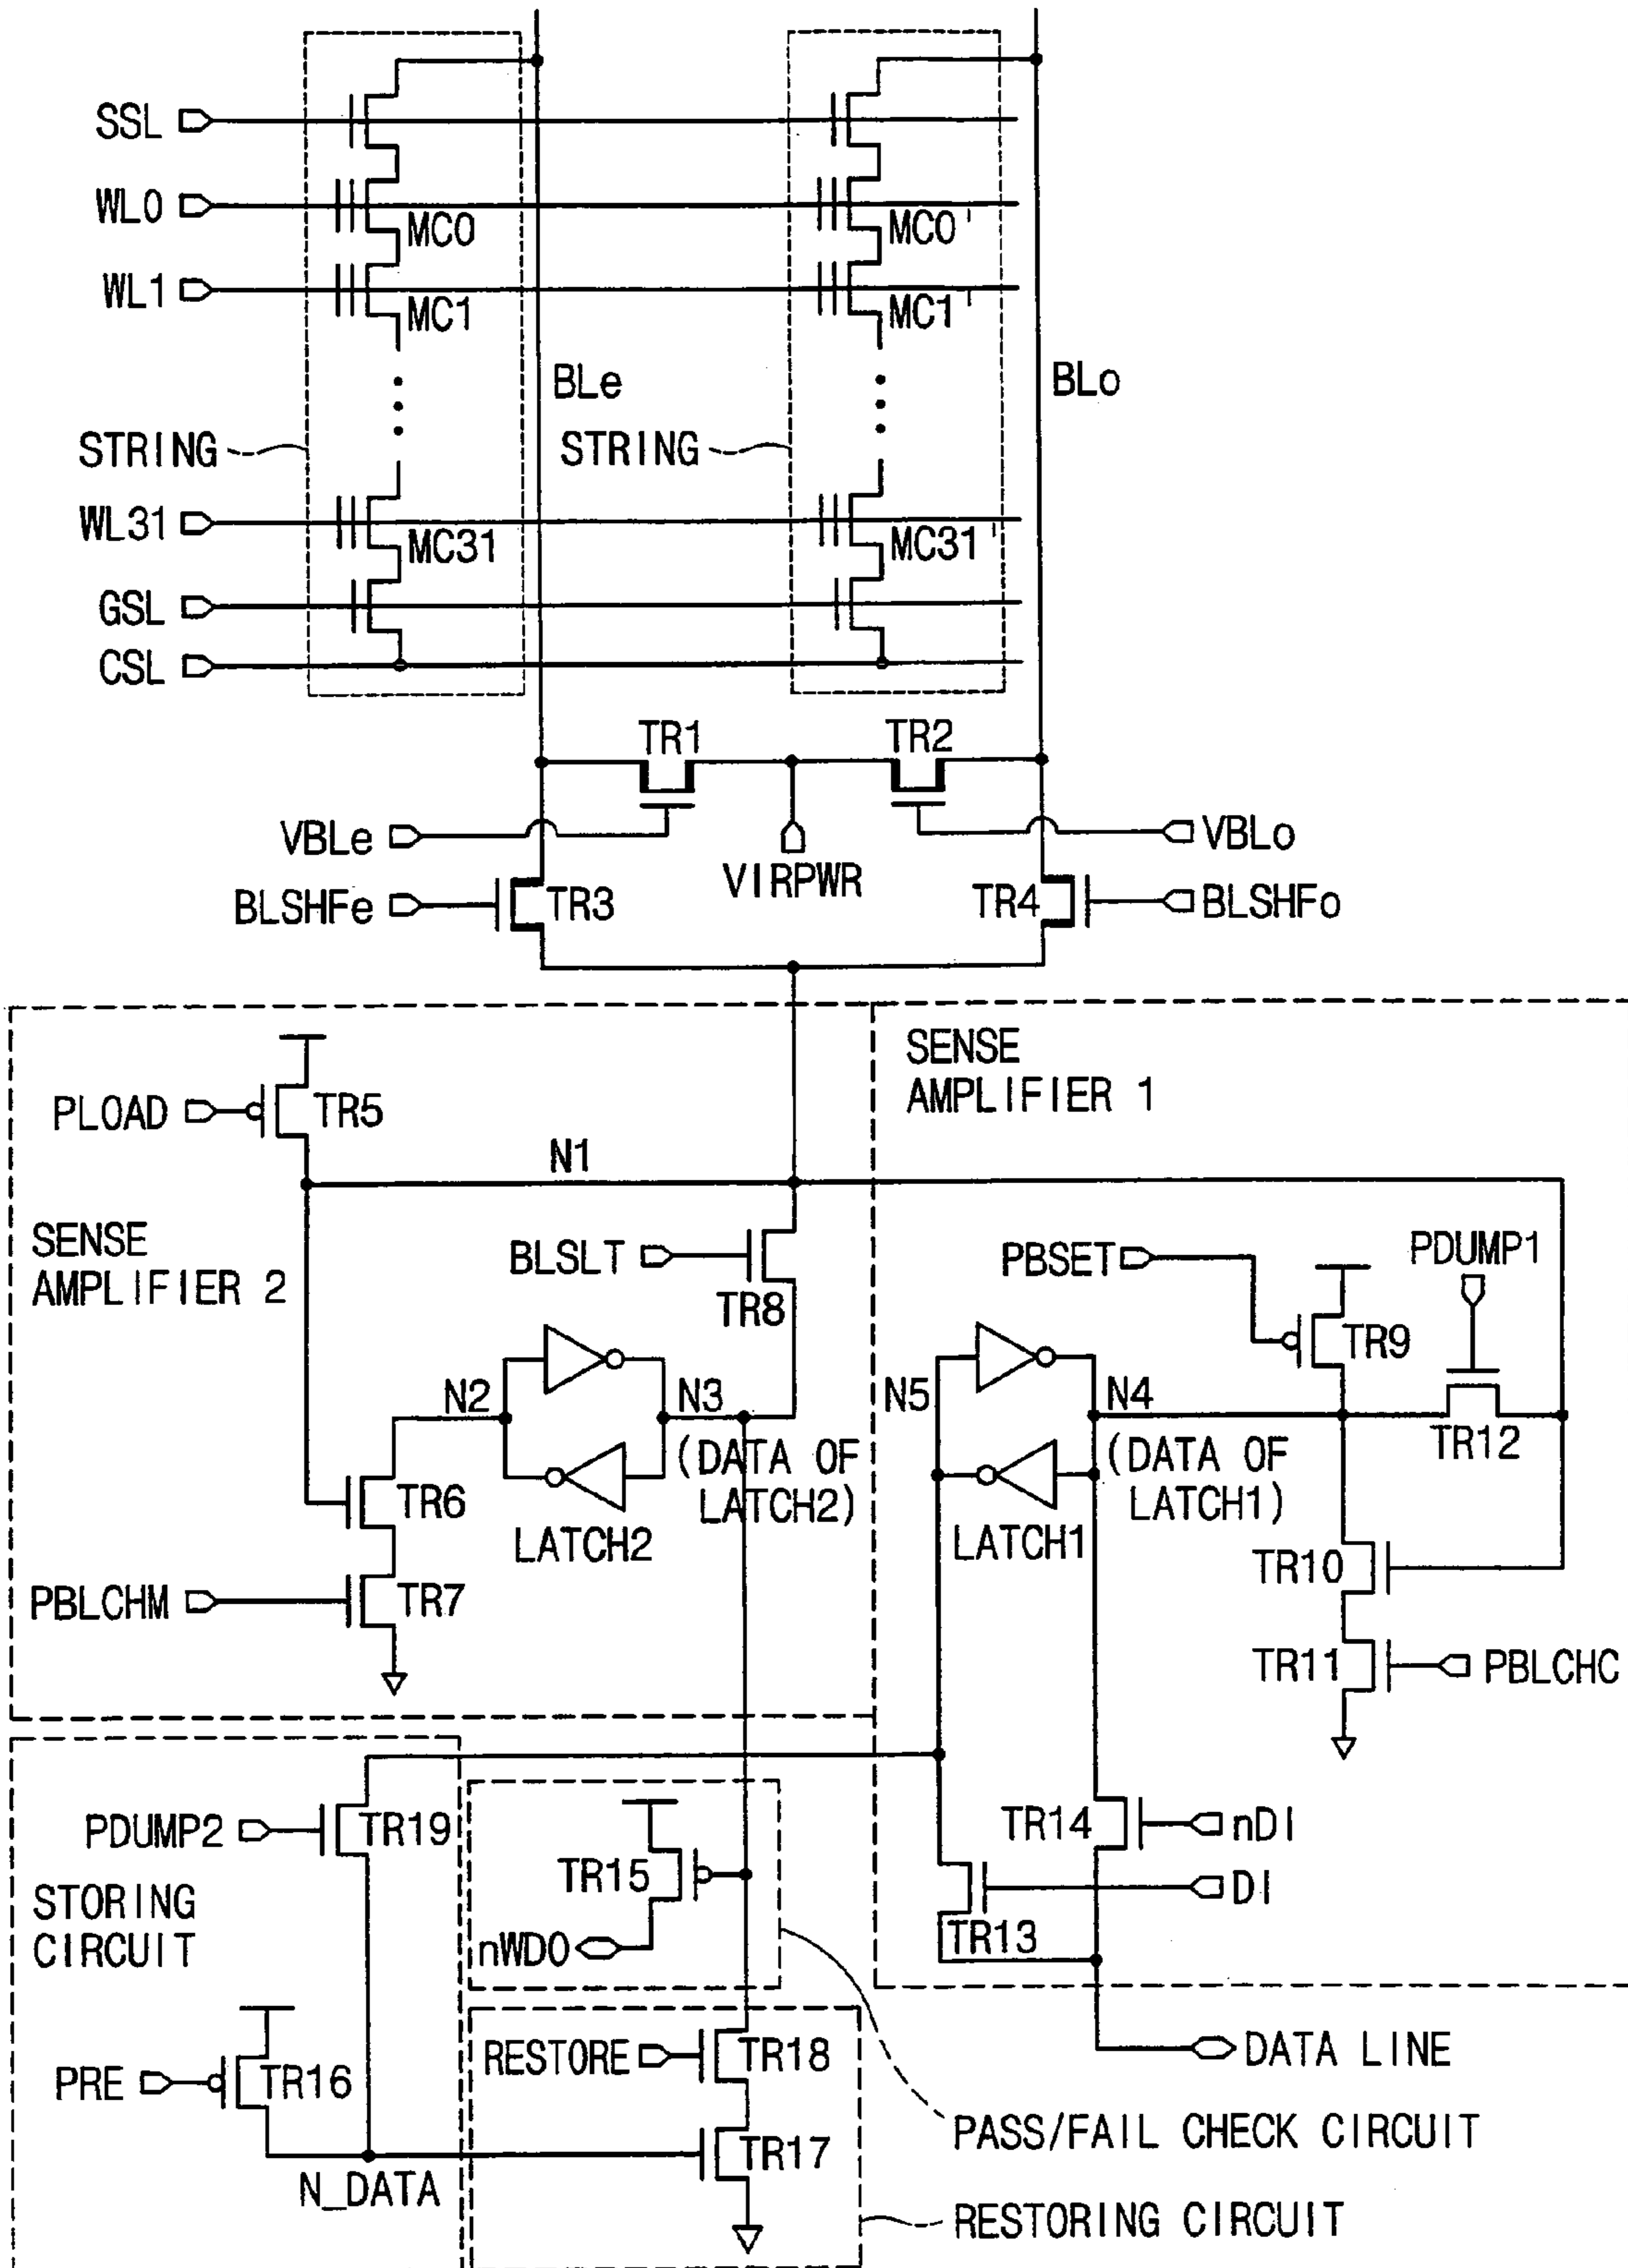 SSL
WL0
MC0
MC0'
WL1
MC1
MC1'
BLe
BLo
STRING
STRING
WL31
MC31
MC31'
GSL
CSL
TR1
TR2
VBLe
VIRPWR
VBLo
BLSHFe
TR3
TR4
BLSHFo
SENSE
AMPLIFIER 1
PLOAD
TR5
N1
SENSE
AMPLIFIER 2
BLSLT
TR8
PBSET
PDUMP1
TR9
N2
N3
N5
N4
TR12
(DATA OF
LATCH2)
(DATA OF
LATCH1)
TR6
LATCH2
LATCH1
TR10
PBLCHM
TR7
TR11
PBLCHC
PDUMP2
TR19
TR14
nDI
TR15
DI
STORING
CIRCUIT
nWDO
TR13
RESTORE
TR18
DATA LINE
PRE
TR16
PASS/FAIL CHECK CIRCUIT
TR17
N_DATA
RESTORING CIRCUIT